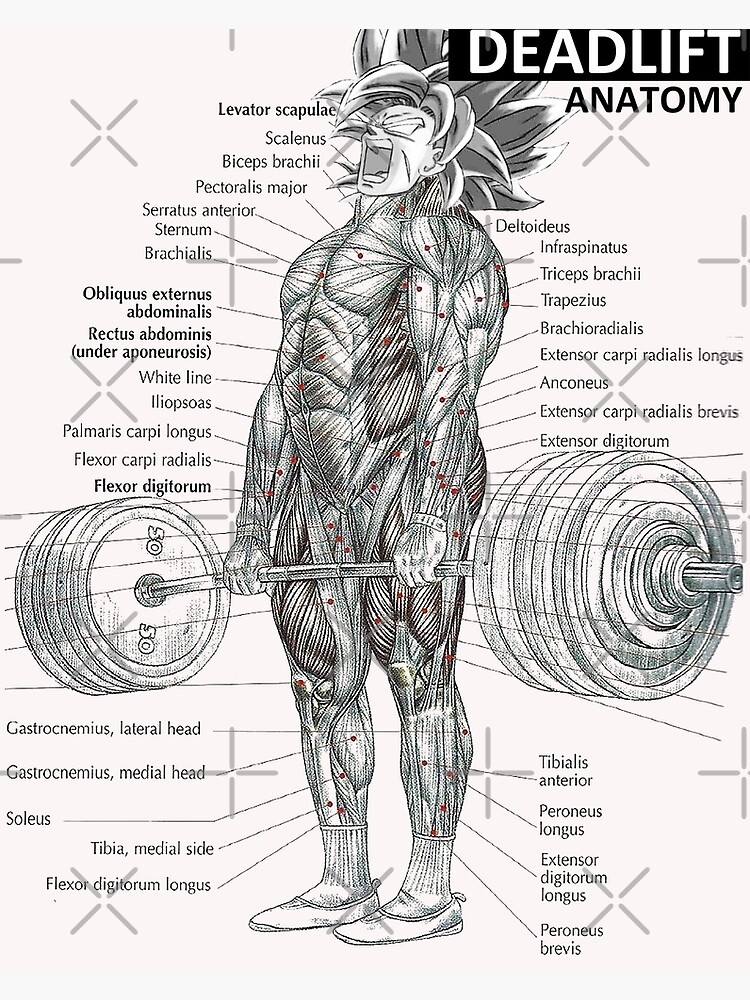 DEADLIFT
ANATOMY
Levator scapulae
Scalenus
Biceps brachii
Pectoralis major
Serratus anterior
Sternum
Brachialis
Obliquus externus
abdominalis
Rectus abdominis
(under aponeurosis)
White line
Iliopsoas
Palmaris carpi longus
Flexor carpi radialis
Flexor digitorum
Deltoideus
Infraspinatus
Triceps brachii
Trapezius
Brachioradialis
Extensor carpi radialis longus
Anconeus
Extensor carpi radialis brevis
Extensor digitorum
50
50
Gastrocnemius, lateral head
Gastrocnemius, medial head
Soleus
Tibia, medial side
Flexor digitorum longus
Tibialis
anterior
Peroneus
longus
Extensor
digitorum
longus
Peroneus
brevis